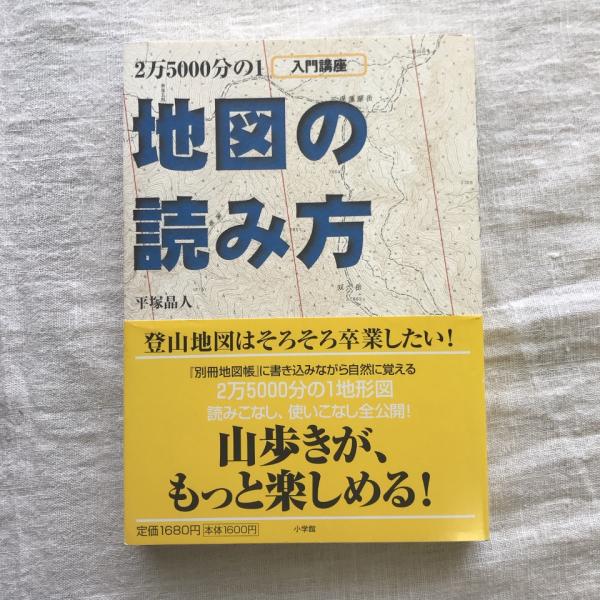 2万5000分の1 入門講座
地図の
読み方
平塚晶人
双六岳
登山地図はそろそろ卒業したい!
『別冊地図帳』に書き込みながら自然に覚える
2万5000分の1地形図
読みこなし、使いこなし全公開!
山歩きが、
もっと楽しめる!
定価1680円 本体1600円 小学館